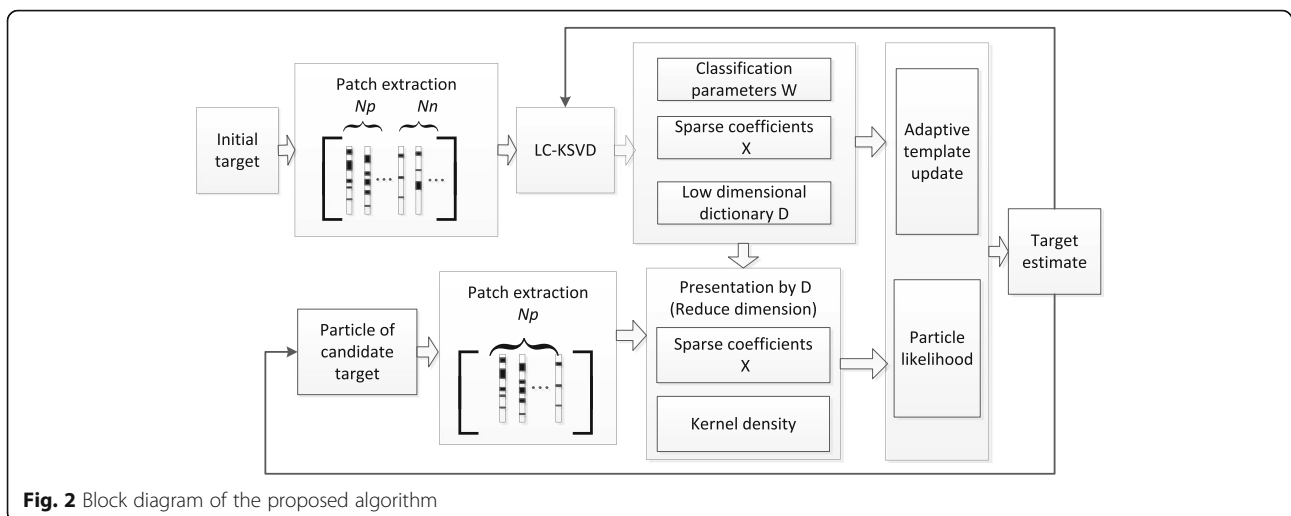 Initial
target
Patch extraction
Np Nn
...
...
LC-KSVD
Classification
parameters W
Sparse coefficients
X
Low dimensional
dictionary D
Adaptive
template
update
Target
estimate
Particle of
candidate
target
Patch extraction
Np
...
Presentation by D
(Reduce dimension)
Sparse coefficients
X
Kernel density
Particle
likelihood
Fig. 2 Block diagram of the proposed algorithm